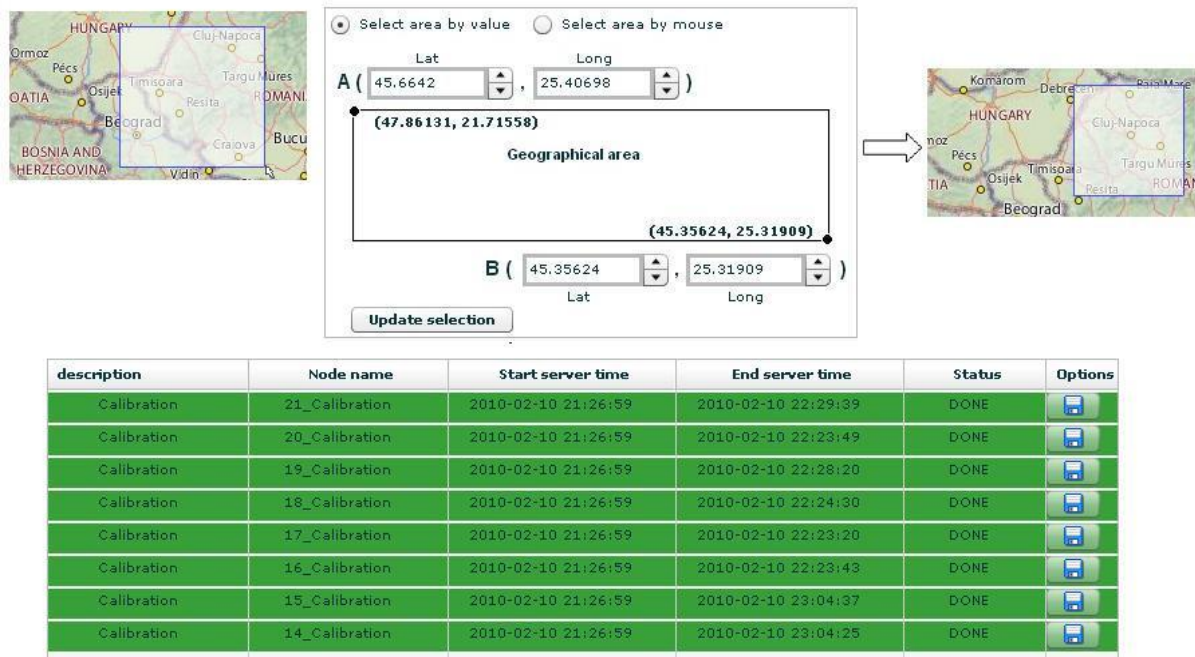 HUNGARY
Cluj-Napoca
Ormoz
Pécs
Timisoara
Targu Mures
OATIA
Osijek
Resita
ROMANI
Beograd
Craiova
Bucu
BOSNIA AND
HERZEGOVINA
Vidin
Select area by value
Select area by mouse
Lat
Long
A ( 45.6642 , 25.40698 )
(47.86131, 21.71558)
Geographical area
(45.35624, 25.31909)
B ( 45.35624 , 25.31909 )
Lat
Long
Update selection
Komarom
Debrecen
Baia Mare
HUNGARY
Cluj-Napoca
moz
Pécs
Timisoara
Targu Mures
TIA
Osijek
Resita
ROMAN
Beograd
description Node name Start server time End server time Status Options
Calibration 21_Calibration 2010-02-10 21:26:59 2010-02-10 22:29:39 DONE
Calibration 20_Calibration 2010-02-10 21:26:59 2010-02-10 22:23:49 DONE
Calibration 19_Calibration 2010-02-10 21:26:59 2010-02-10 22:28:20 DONE
Calibration 18_Calibration 2010-02-10 21:26:59 2010-02-10 22:24:30 DONE
Calibration 17_Calibration 2010-02-10 21:26:59 2010-02-10 22:23:20 DONE
Calibration 16_Calibration 2010-02-10 21:26:59 2010-02-10 22:23:43 DONE
Calibration 15_Calibration 2010-02-10 21:26:59 2010-02-10 23:04:37 DONE
Calibration 14_Calibration 2010-02-10 21:26:59 2010-02-10 23:04:25 DONE